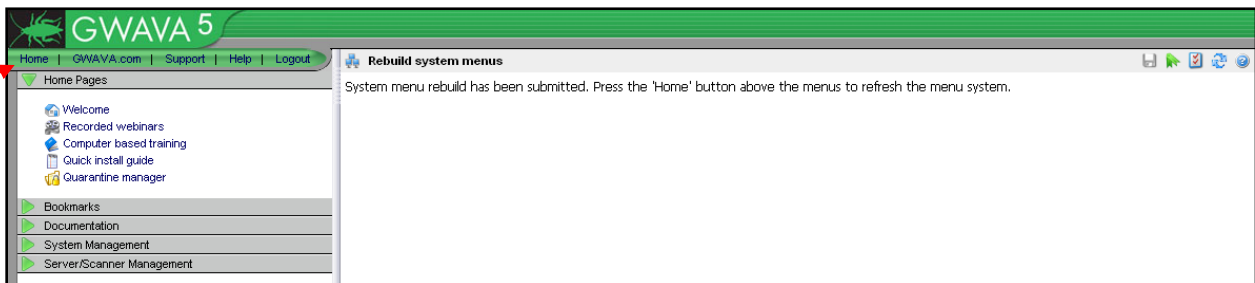 GWAVA 5
Home | GWAVA.com | Support | Help | Logout
Rebuild system menus
Home Pages
System menu rebuild has been submitted. Press the 'Home' button above the menus to refresh the menu system.
Welcome
Recorded webinars
Computer based training
Quick install guide
Quarantine manager
Bookmarks
Documentation
System Management
Server/Scanner Management